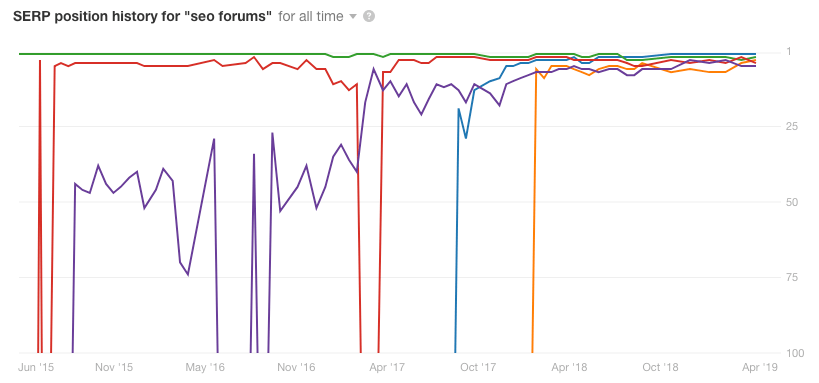 SERP position history for "seo forums" for all time ?
1
25
50
75
100
Jun '15 Nov '15 May '16 Nov '16 Apr '17 Oct '17 Apr '18 Oct '18 Apr '19